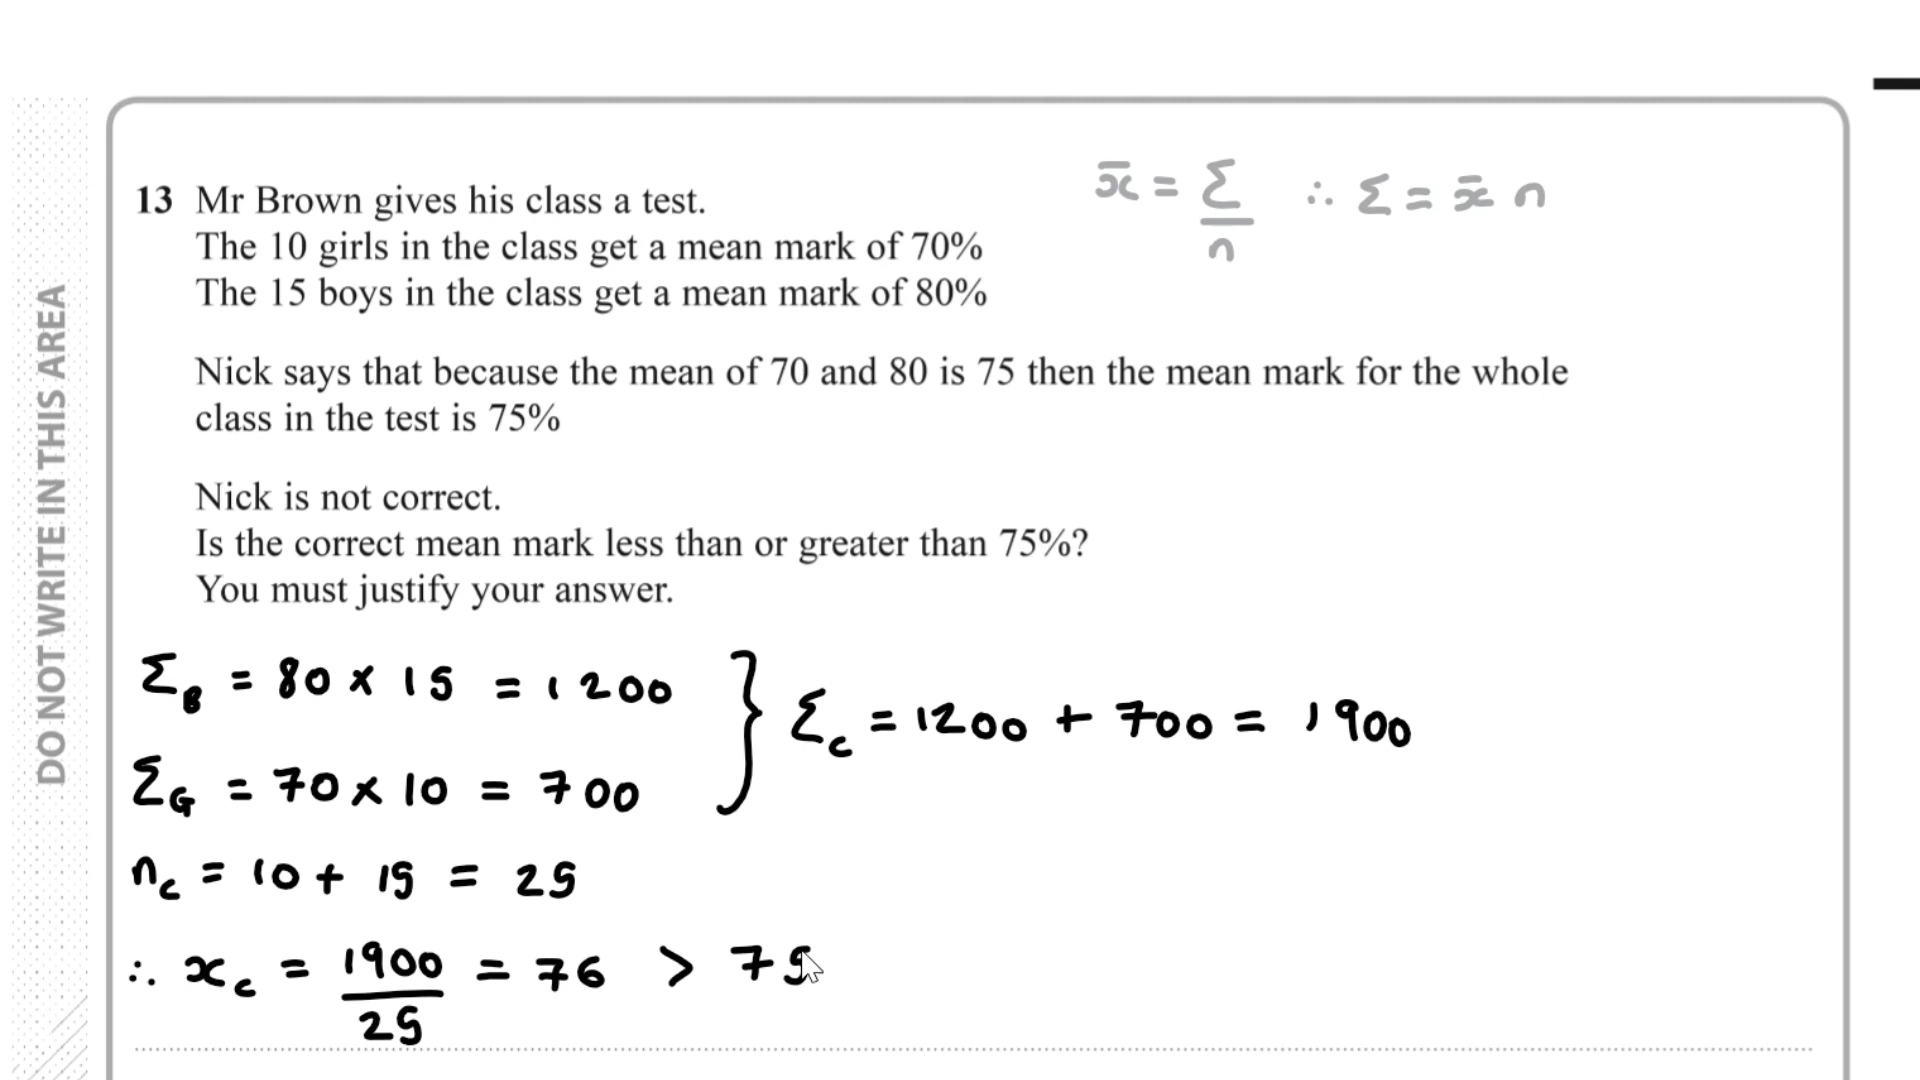 13 Mr Brown gives his class a test.
The 10 girls in the class get a mean mark of 70%
The 15 boys in the class get a mean mark of 80%
x̄ = Σ/n ∴ Σ = x̄ n
Nick says that because the mean of 70 and 80 is 75 then the mean mark for the whole
class in the test is 75%
Nick is not correct.
Is the correct mean mark less than or greater than 75%?
You must justify your answer.
Σ_B = 80 × 15 = 1200
Σ_G = 70 × 10 = 700
} Σ_c = 1200 + 700 = 1900
n_c = 10 + 15 = 25
∴ x_c = 1900/25 = 76 > 75
DO NOT WRITE IN THIS AREA